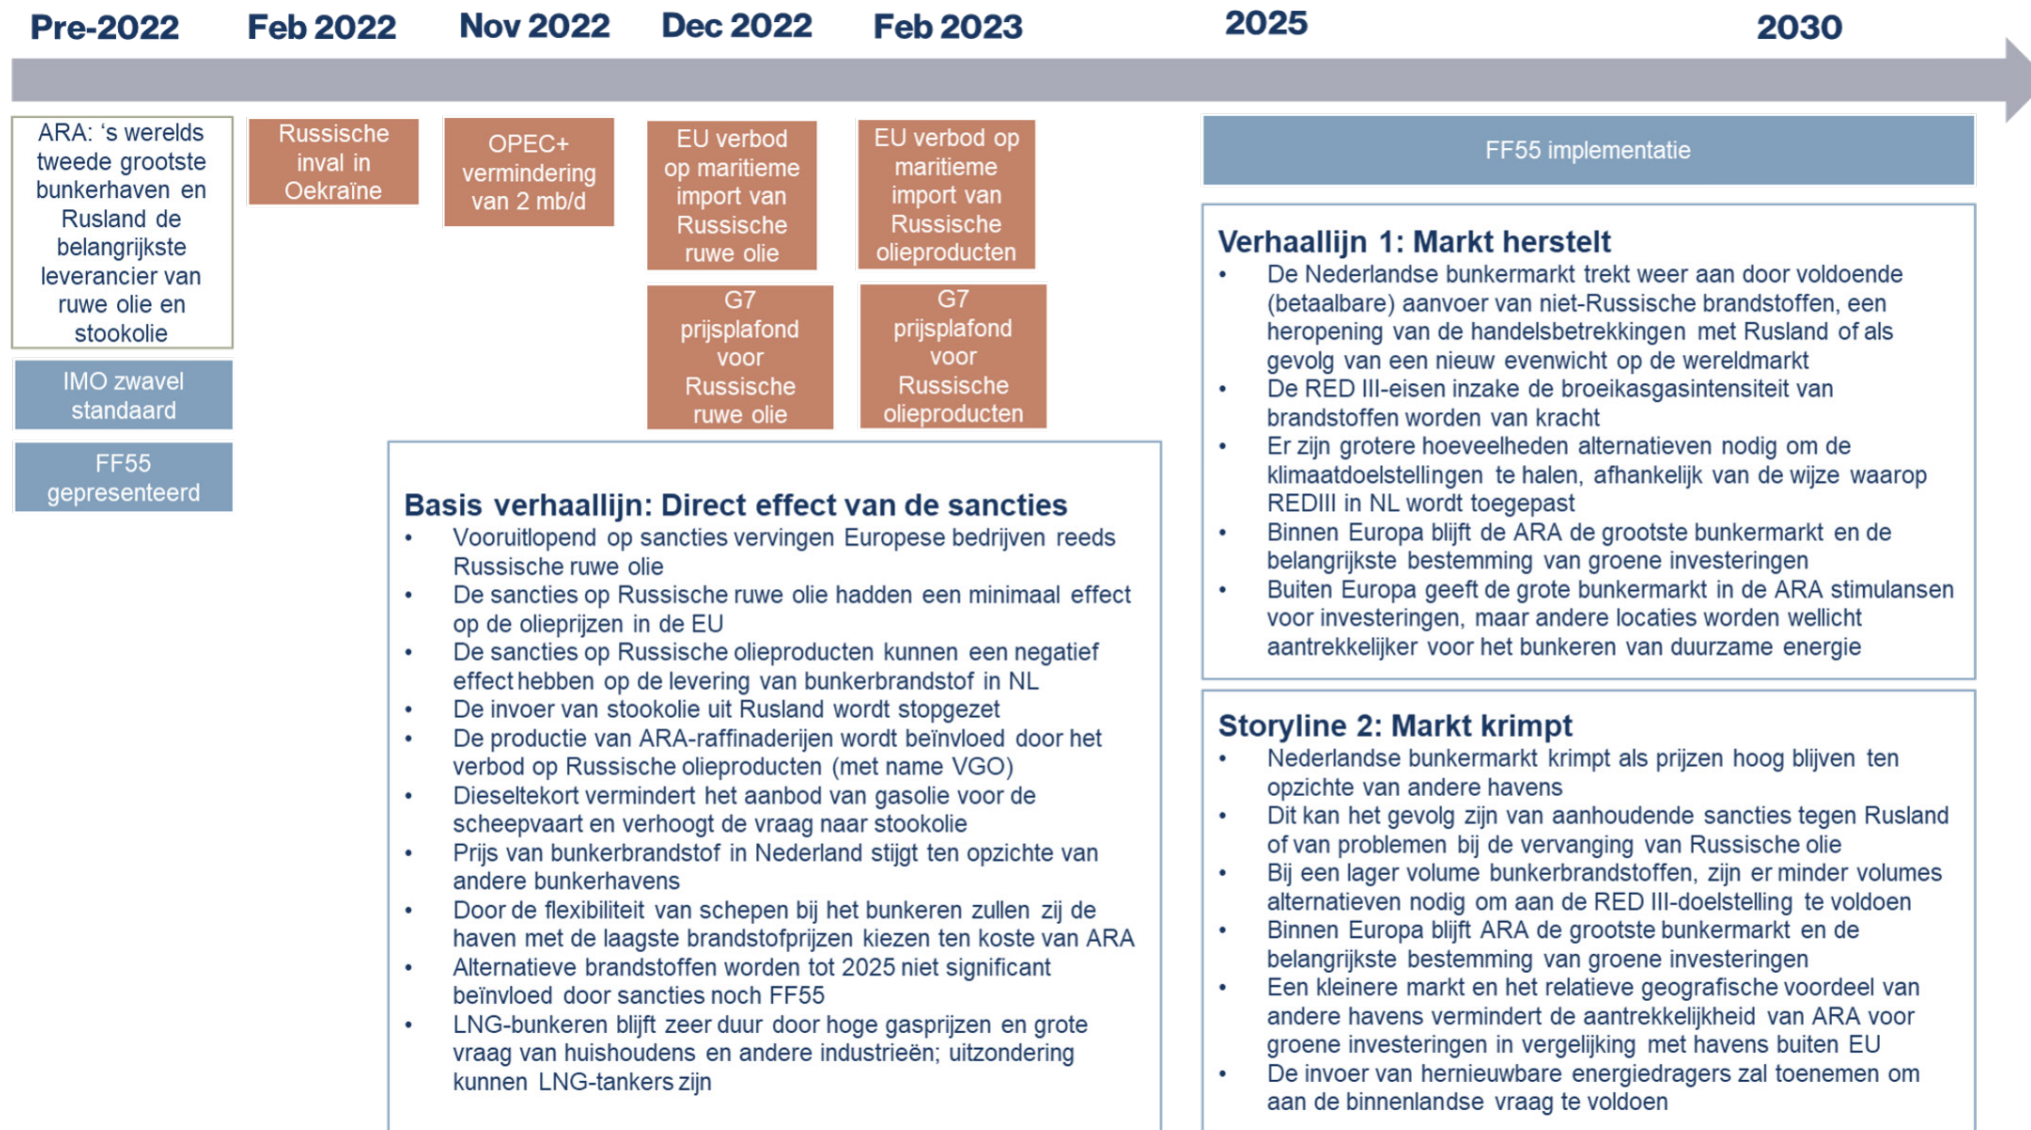 Pre-2022
Feb 2022
Nov 2022
Dec 2022
Feb 2023
2025
2030
ARA: ‘s werelds
tweede grootste
bunkerhaven en
Rusland de
belangrijkste
leverancier van
ruwe olie en
stookolie
IMO zwavel
standaard
FF55
gepresenteerd
Russische
inval in
Oekraïne
OPEC+
vermindering
van 2 mb/d
EU verbod
op maritieme
import van
Russische
ruwe olie
G7
prijsplafond
voor
Russische
ruwe olie
EU verbod op
maritieme
import van
Russische
olieproducten
G7
prijsplafond
voor
Russische
olieproducten
Basis verhaallijn: Direct effect van de sancties
• Vooruitlopend op sancties vervingen Europese bedrijven reeds
Russische ruwe olie
• De sancties op Russische ruwe olie hadden een minimaal effect
op de olieprijzen in de EU
• De sancties op Russische olieproducten kunnen een negatief
effect hebben op de levering van bunkerbrandstof in NL
• De invoer van stookolie uit Rusland wordt stopgezet
• De productie van ARA-raffinaderijen wordt beïnvloed door het
verbod op Russische olieproducten (met name VGO)
• Dieseltekort vermindert het aanbod van gasolie voor de
scheepvaart en verhoogt de vraag naar stookolie
• Prijs van bunkerbrandstof in Nederland stijgt ten opzichte van
andere bunkerhavens
• Door de flexibiliteit van schepen bij het bunkeren zullen zij de
haven met de laagste brandstofprijzen kiezen ten koste van ARA
• Alternatieve brandstoffen worden tot 2025 niet significant
beïnvloed door sancties noch FF55
• LNG-bunkeren blijft zeer duur door hoge gasprijzen en grote
vraag van huishoudens en andere industrieën; uitzondering
kunnen LNG-tankers zijn
FF55 implementatie
Verhaallijn 1: Markt herstelt
• De Nederlandse bunkermarkt trekt weer aan door voldoende
(betaalbare) aanvoer van niet-Russische brandstoffen, een
heropening van de handelsbetrekkingen met Rusland of als
gevolg van een nieuw evenwicht op de wereldmarkt
• De RED III-eisen inzake de broeikasgasintensiteit van
brandstoffen worden van kracht
• Er zijn grotere hoeveelheden alternatieven nodig om de
klimaatdoelstellingen te halen, afhankelijk van de wijze waarop
REDIII in NL wordt toegepast
• Binnen Europa blijft de ARA de grootste bunkermarkt en de
belangrijkste bestemming van groene investeringen
• Buiten Europa geeft de grote bunkermarkt in de ARA stimulansen
voor investeringen, maar andere locaties worden wellicht
aantrekkelijker voor het bunkeren van duurzame energie
Storyline 2: Markt krimpt
• Nederlandse bunkermarkt krimpt als prijzen hoog blijven ten
opzichte van andere havens
• Dit kan het gevolg zijn van aanhoudende sancties tegen Rusland
of van problemen bij de vervanging van Russische olie
• Bij een lager volume bunkerbrandstoffen, zijn er minder volumes
alternatieven nodig om aan de RED III-doelstelling te voldoen
• Binnen Europa blijft ARA de grootste bunkermarkt en de
belangrijkste bestemming van groene investeringen
• Een kleinere markt en het relatieve geografische voordeel van
andere havens vermindert de aantrekkelijkheid van ARA voor
groene investeringen in vergelijking met havens buiten EU
• De invoer van hernieuwbare energiedragers zal toenemen om
aan de binnenlandse vraag te voldoen